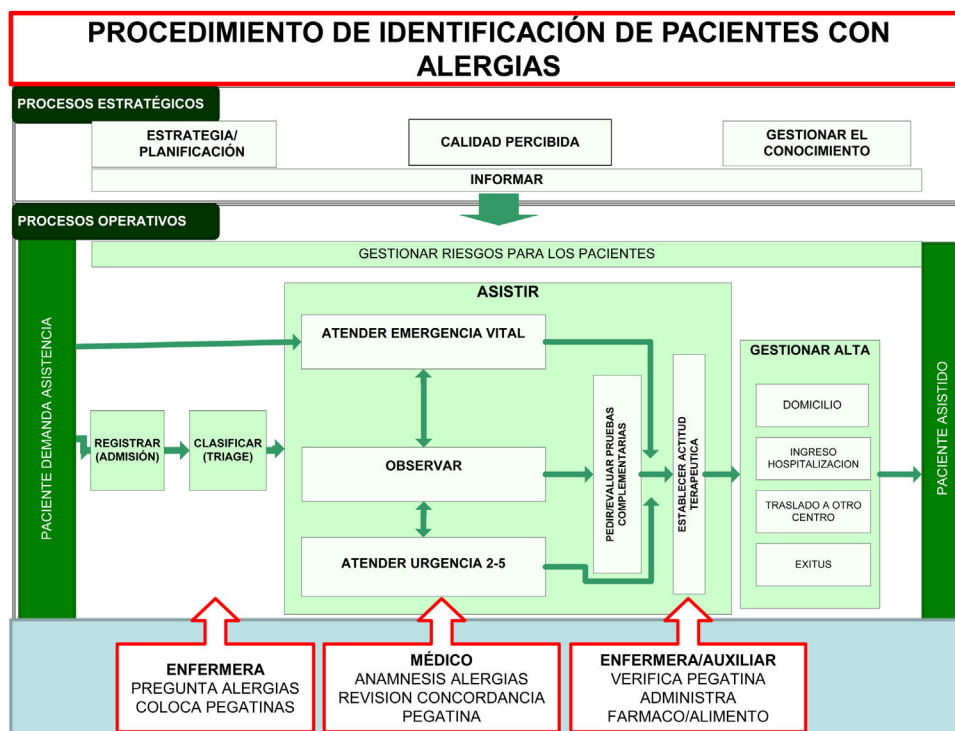 PROCEDIMIENTO DE IDENTIFICACIÓN DE PACIENTES CON
ALERGIAS
PROCESOS ESTRATÉGICOS
ESTRATEGIA/
PLANIFICACIÓN
CALIDAD PERCIBIDA
GESTIONAR EL
CONOCIMIENTO
INFORMAR
PROCESOS OPERATIVOS
GESTIONAR RIESGOS PARA LOS PACIENTES
PACIENTE DEMANDA ASISTENCIA
REGISTRAR
(ADMISIÓN)
CLASIFICAR
(TRIAGE)
ASISTIR
ATENDER EMERGENCIA VITAL
OBSERVAR
ATENDER URGENCIA 2-5
PEDIR/EVALUAR PRUEBAS
COMPLEMENTARIAS
ESTABLECER ACTITUD
TERAPEUTICA
GESTIONAR ALTA
DOMICILIO
INGRESO
HOSPITALIZACION
TRASLADO A OTRO
CENTRO
EXITUS
PACIENTE ASISTIDO
ENFERMERA
PREGUNTA ALERGIAS
COLOCA PEGATINAS
MÉDICO
ANAMNESIS ALERGIAS
REVISION CONCORDANCIA
PEGATINA
ENFERMERA/AUXILIAR
VERIFICA PEGATINA
ADMINISTRA
FARMACO/ALIMENTO